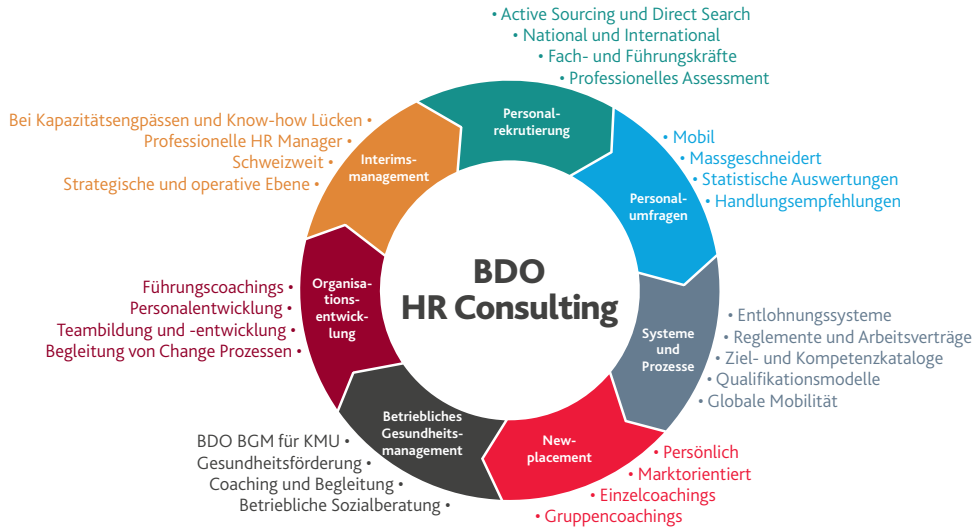 • Active Sourcing und Direct Search
• National und International
• Fach- und Führungskräfte
• Professionelles Assessment
Personal-
rekrutierung
• Mobil
• Massgeschneidert
• Statistische Auswertungen
• Handlungsempfehlungen
Personal-
umfragen
• Entlohnungssysteme
• Reglemente und Arbeitsverträge
• Ziel- und Kompetenzkataloge
• Qualifikationsmodelle
• Globale Mobilität
Systeme
und
Prozesse
• Persönlich
• Marktorientiert
• Einzelcoachings
• Gruppencoachings
New-
placement
BDO BGM für KMU •
Gesundheitsförderung •
Coaching und Begleitung •
Betriebliche Sozialberatung •
Betriebliches
Gesundheits-
management
Führungscoachings •
Personalentwicklung •
Teambildung und -entwicklung •
Begleitung von Change Prozessen •
Organisa-
tions-
entwick-
lung
Bei Kapazitätsengpässen und Know-how Lücken •
Professionelle HR Manager •
Schweizweit •
Strategische und operative Ebene •
Interims-
management
BDO
HR Consulting